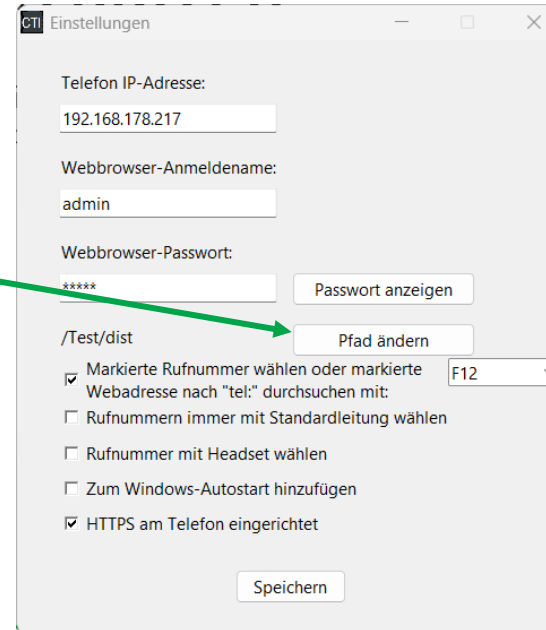 CTI Einstellungen
Telefon IP-Adresse:
192.168.178.217
Webbrowser-Anmeldename:
admin
Webbrowser-Passwort:
***** Passwort anzeigen
/Test/dist Pfad ändern
Markierte Rufnummer wählen oder markierte
Webadresse nach "tel:" durchsuchen mit: F12
Rufnummern immer mit Standardleitung wählen
Rufnummer mit Headset wählen
Zum Windows-Autostart hinzufügen
HTTPS am Telefon eingerichtet
Speichern